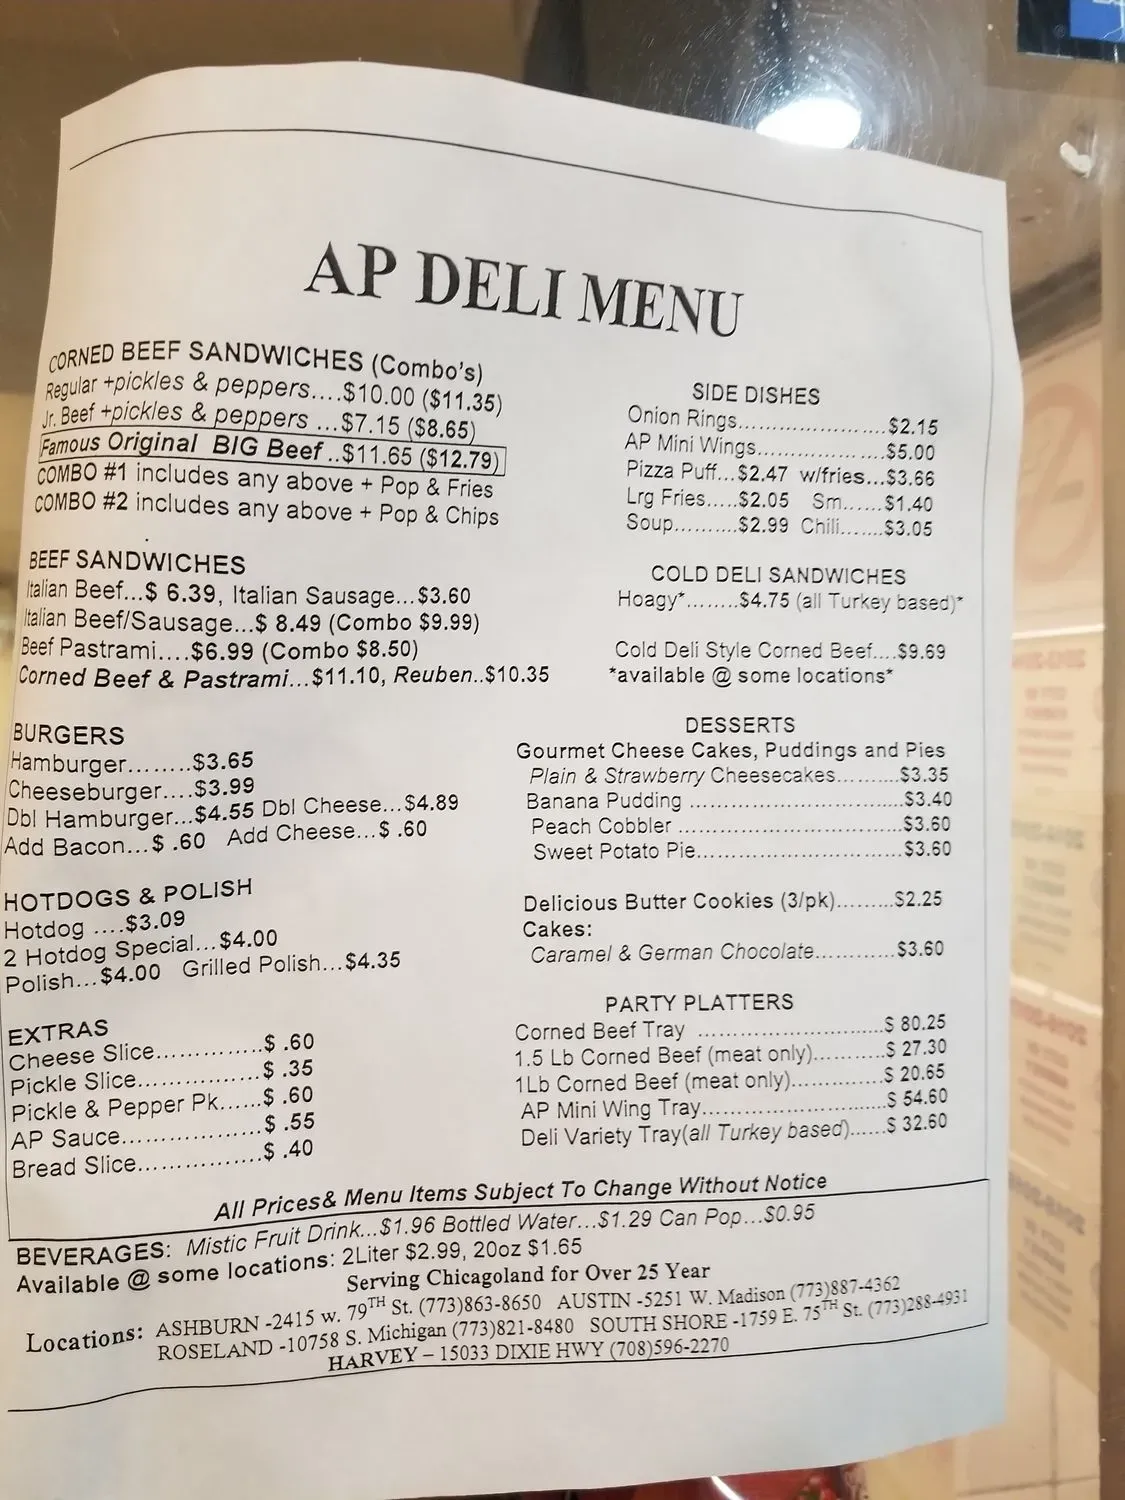 AP DELI MENU
CORNED BEEF SANDWICHES (Combo's)
Regular +pickles & peppers....$10.00 ($11.35)
Jr. Beef +pickles & peppers ...$7.15 ($8.65)
Famous Original BIG Beef ..$11.65 ($12.79)
COMBO #1 includes any above + Pop & Fries
COMBO #2 includes any above + Pop & Chips
BEEF SANDWICHES
Italian Beef...$ 6.39, Italian Sausage...$3.60
Italian Beef/Sausage...$ 8.49 (Combo $9.99)
Beef Pastrami....$6.99 (Combo $8.50)
Corned Beef & Pastrami...$11.10, Reuben..$10.35
BURGERS
Hamburger........$3.65
Cheeseburger....$3.99
Dbl Hamburger...$4.55 Dbl Cheese...$4.89
Add Bacon...$ .60 Add Cheese...$ .60
HOTDOGS & POLISH
Hotdog ....$3.09
2 Hotdog Special...$4.00
Polish...$4.00 Grilled Polish...$4.35
EXTRAS
Cheese Slice.............$ .60
Pickle Slice...............$ .35
Pickle & Pepper Pk......$ .60
AP Sauce.................$ .55
Bread Slice...............$ .40
SIDE DISHES
Onion Rings......................$2.15
AP Mini Wings................$5.00
Pizza Puff...$2.47 w/fries...$3.66
Lrg Fries.....$2.05 Sm......$1.40
Soup..........$2.99 Chili.......$3.05
COLD DELI SANDWICHES
Hoagy*........$4.75 (all Turkey based)*
Cold Deli Style Corned Beef....$9.69
*available @ some locations*
DESSERTS
Gourmet Cheese Cakes, Puddings and Pies
Plain & Strawberry Cheesecakes.........$3.35
Banana Pudding ..............................$3.40
Peach Cobbler ................................$3.60
Sweet Potato Pie.............................$3.60
Delicious Butter Cookies (3/pk)........$2.25
Cakes:
Caramel & German Chocolate............$3.60
PARTY PLATTERS
Corned Beef Tray .........................$ 80.25
1.5 Lb Corned Beef (meat only)..........$ 27.30
1Lb Corned Beef (meat only).............$ 20.65
AP Mini Wing Tray..........................$ 54.60
Deli Variety Tray(all Turkey based)......$ 32.60
All Prices& Menu Items Subject To Change Without Notice
BEVERAGES: Mistic Fruit Drink...$1.96 Bottled Water...$1.29 Can Pop...$0.95
Available @ some locations: 2Liter $2.99, 20oz $1.65
Serving Chicagoland for Over 25 Year
Locations: ASHBURN -2415 w. 79TH St. (773)863-8650 AUSTIN -5251 W. Madison (773)887-4362
ROSELAND -10758 S. Michigan (773)821-8480 SOUTH SHORE -1759 E. 75TH St. (773)288-4931
HARVEY – 15033 DIXIE HWY (708)596-2270